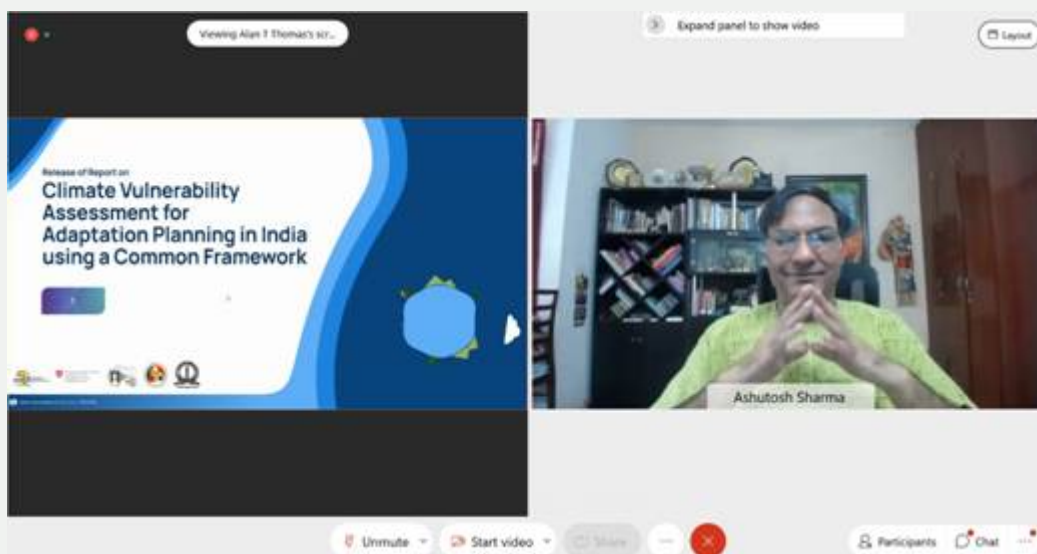 Viewing Alan T Thomas's scr...
Expand panel to show video
Layout
Release of Report on
Climate Vulnerability
Assessment for
Adaptation Planning in India
using a Common Framework
Ashutosh Sharma
Unmute
Start video
Share
Participants
Chat